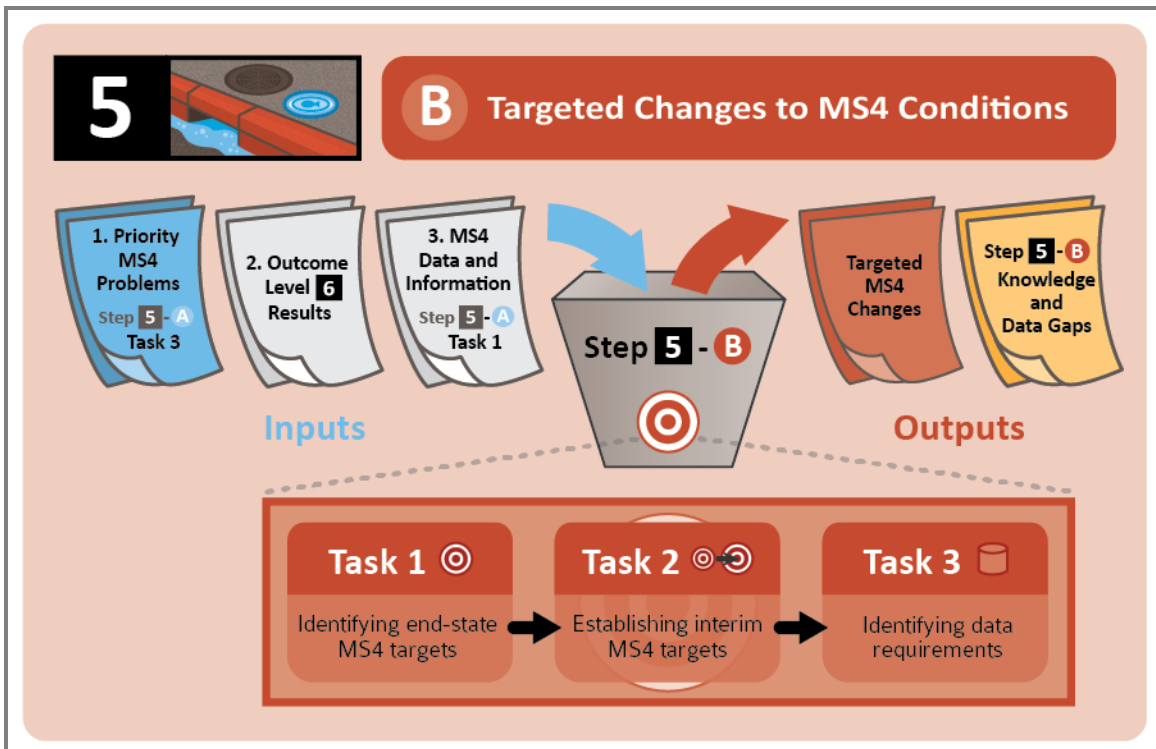 5
B Targeted Changes to MS4 Conditions
1. Priority
MS4
Problems
Step 5 - A
Task 3
2. Outcome
Level 6
Results
3. MS4
Data and
Information
Step 5 - A
Task 1
Step 5 - B
Targeted
MS4
Changes
Step 5 - B
Knowledge
and
Data Gaps
Inputs
Outputs
Task 1
Identifying end-state
MS4 targets
Task 2
Establishing interim
MS4 targets
Task 3
Identifying data
requirements